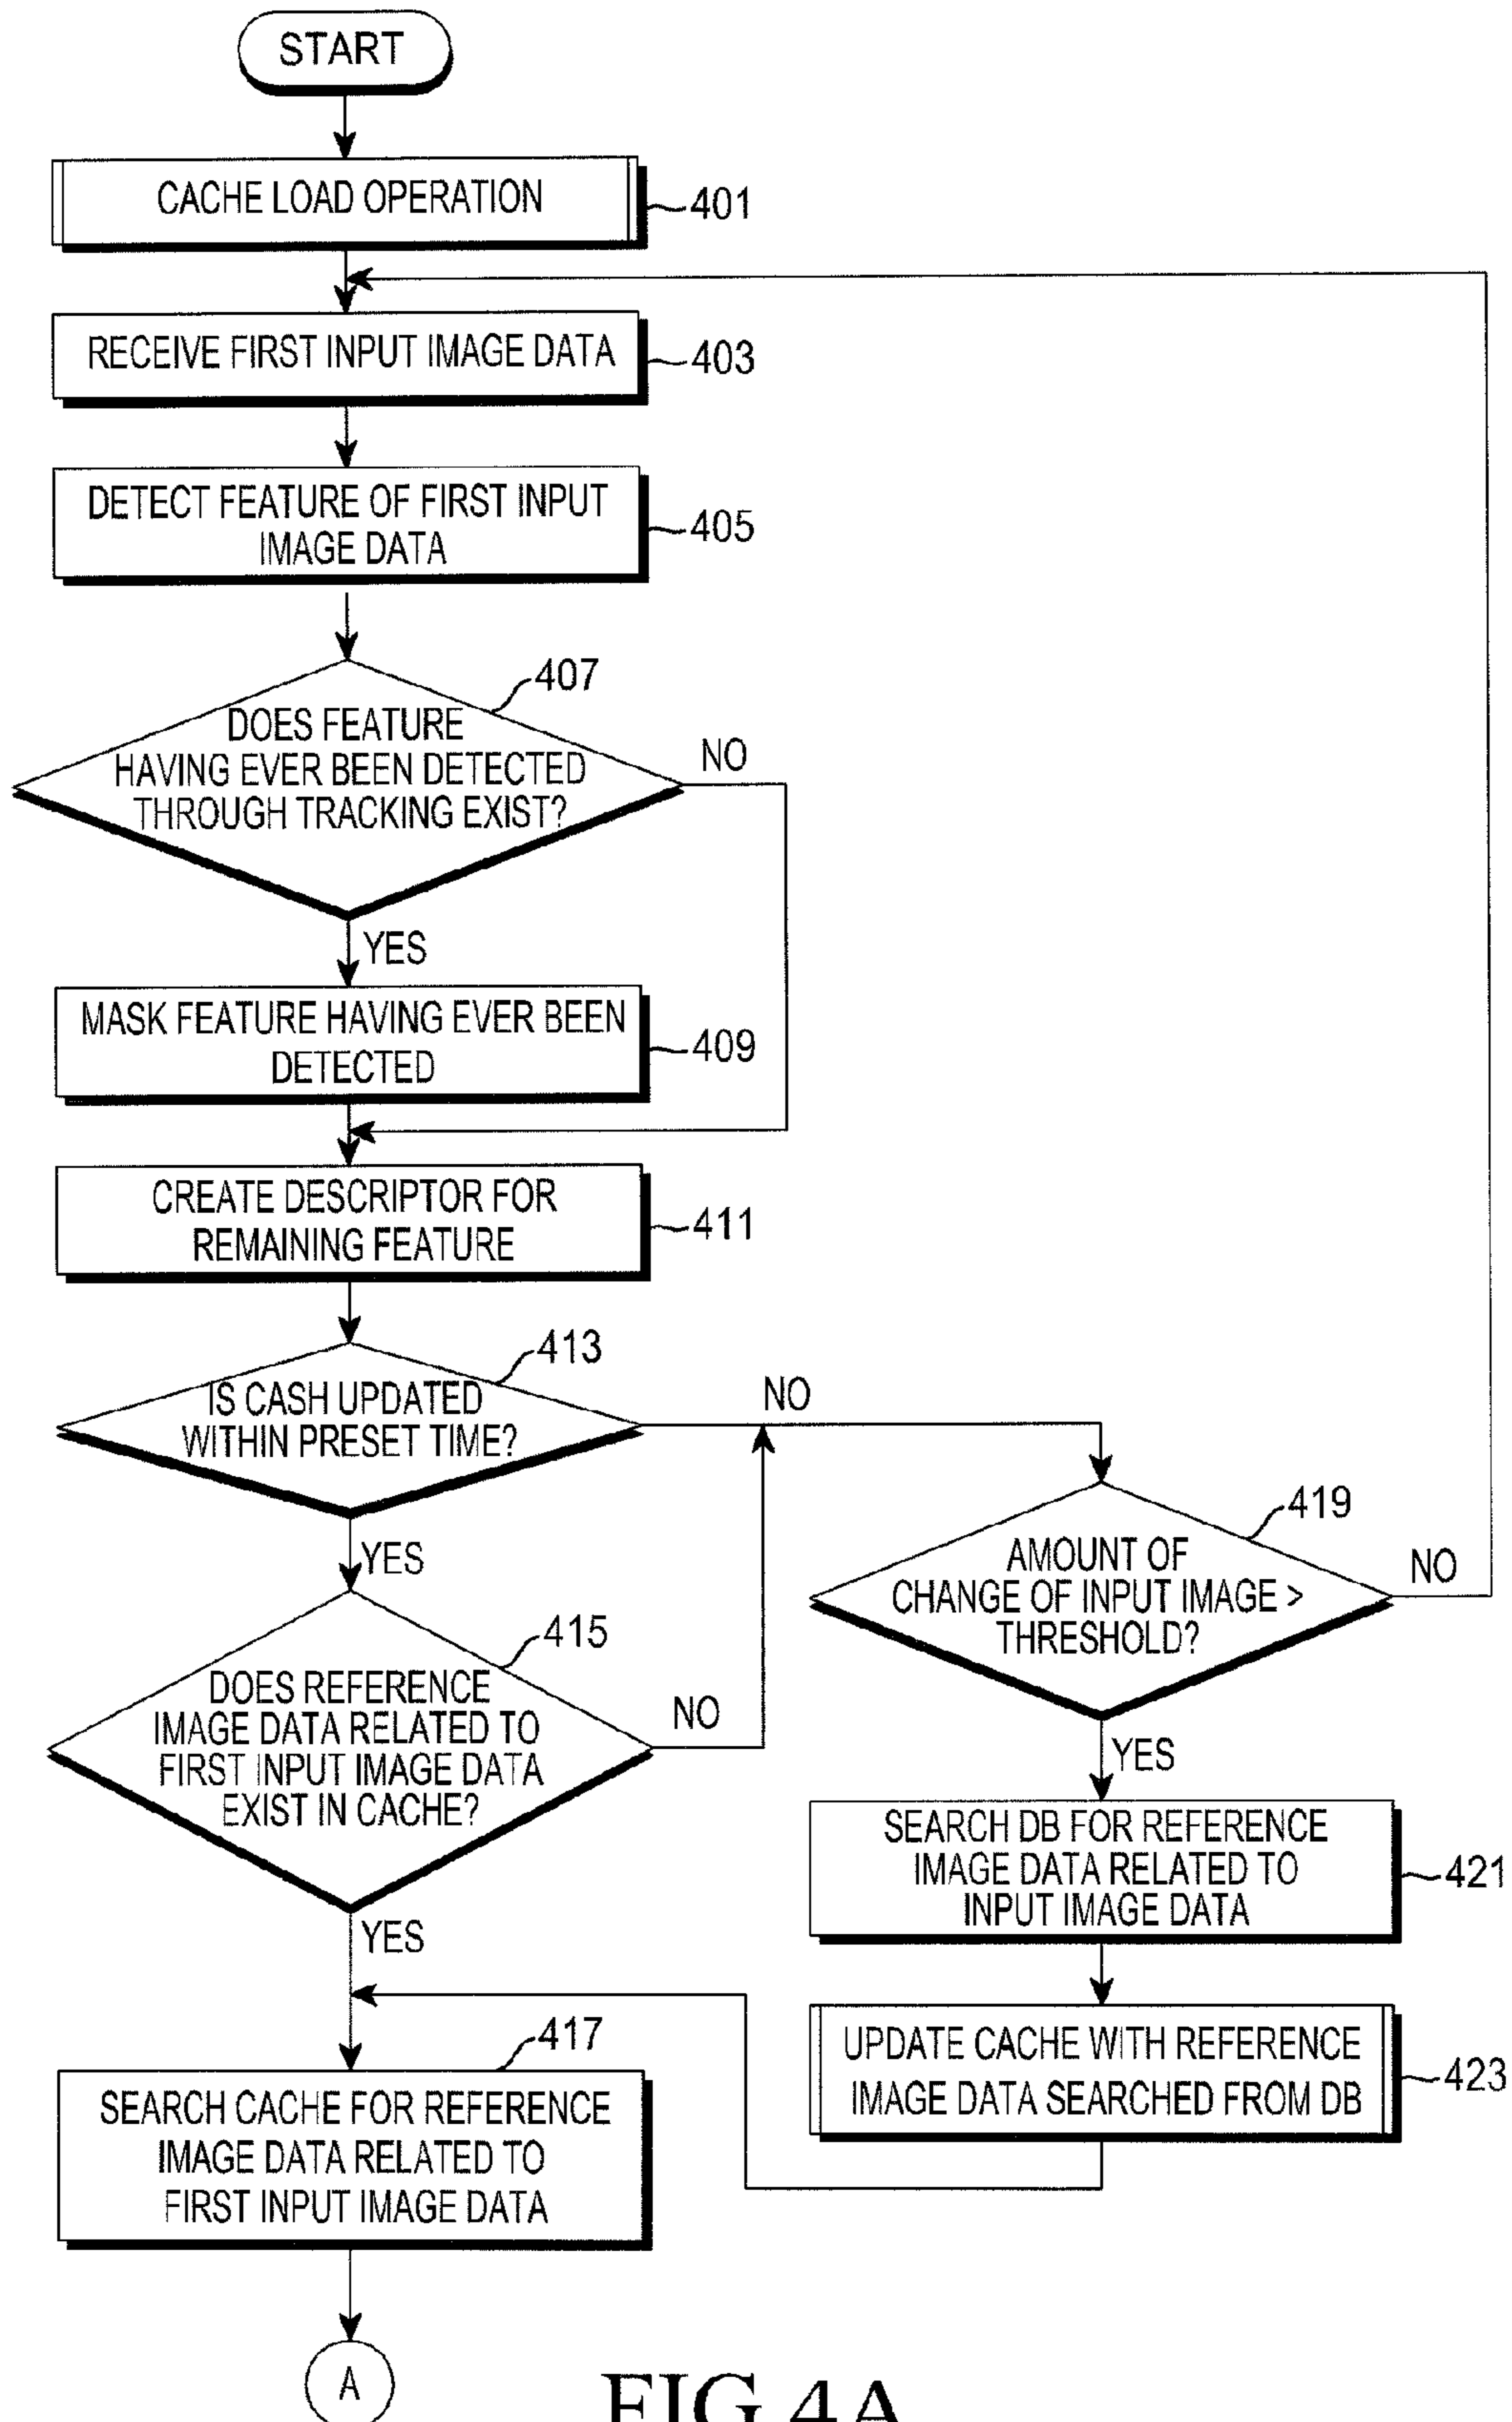 START
CACHE LOAD OPERATION
401
RECEIVE FIRST INPUT IMAGE DATA
403
DETECT FEATURE OF FIRST INPUT
IMAGE DATA
405
407
DOES FEATURE
HAVING EVER BEEN DETECTED
THROUGH TRACKING EXIST?
NO
YES
MASK FEATURE HAVING EVER BEEN
DETECTED
409
CREATE DESCRIPTOR FOR
REMAINING FEATURE
411
413
IS CASH UPDATED
WITHIN PRESET TIME?
NO
YES
415
DOES REFERENCE
IMAGE DATA RELATED TO
FIRST INPUT IMAGE DATA
EXIST IN CACHE?
NO
YES
417
SEARCH CACHE FOR REFERENCE
IMAGE DATA RELATED TO
FIRST INPUT IMAGE DATA
419
AMOUNT OF
CHANGE OF INPUT IMAGE >
THRESHOLD?
NO
YES
SEARCH DB FOR REFERENCE
IMAGE DATA RELATED TO
INPUT IMAGE DATA
421
UPDATE CACHE WITH REFERENCE
IMAGE DATA SEARCHED FROM DB
423
A
FIG.4A